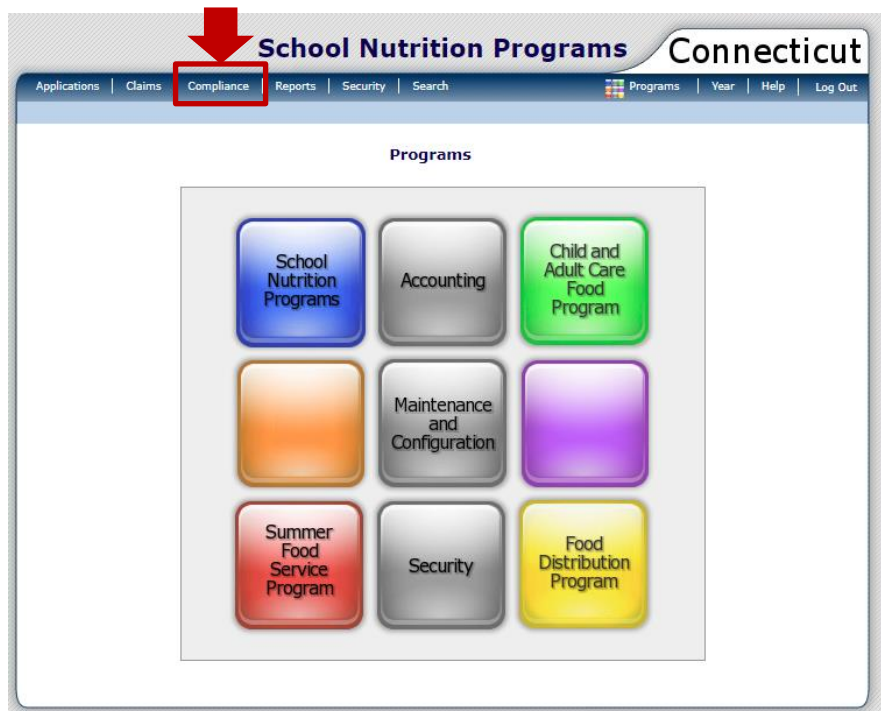 School Nutrition Programs
Connecticut
Applications | Claims | Compliance | Reports | Security | Search
Programs | Year | Help | Log Out
Programs
School
Nutrition
Programs
Accounting
Child and
Adult Care
Food
Program
Maintenance
and
Configuration
Summer
Food
Service
Program
Security
Food
Distribution
Program